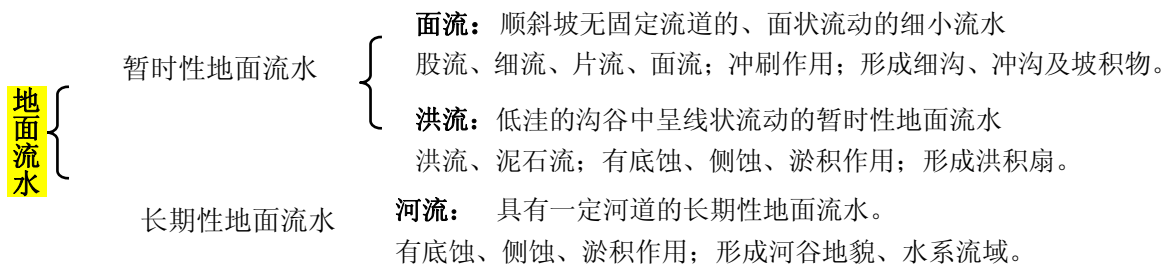 地面流水
暂时性地面流水
面流：顺斜坡无固定流道的、面状流动的细小流水
股流、细流、片流、面流；冲刷作用；形成细沟、冲沟及坡积物。
洪流：低洼的沟谷中呈线状流动的暂时性地面流水
洪流、泥石流；有底蚀、侧蚀、淤积作用；形成洪积扇。
长期性地面流水
河流： 具有一定河道的长期性地面流水。
有底蚀、侧蚀、淤积作用；形成河谷地貌、水系流域。